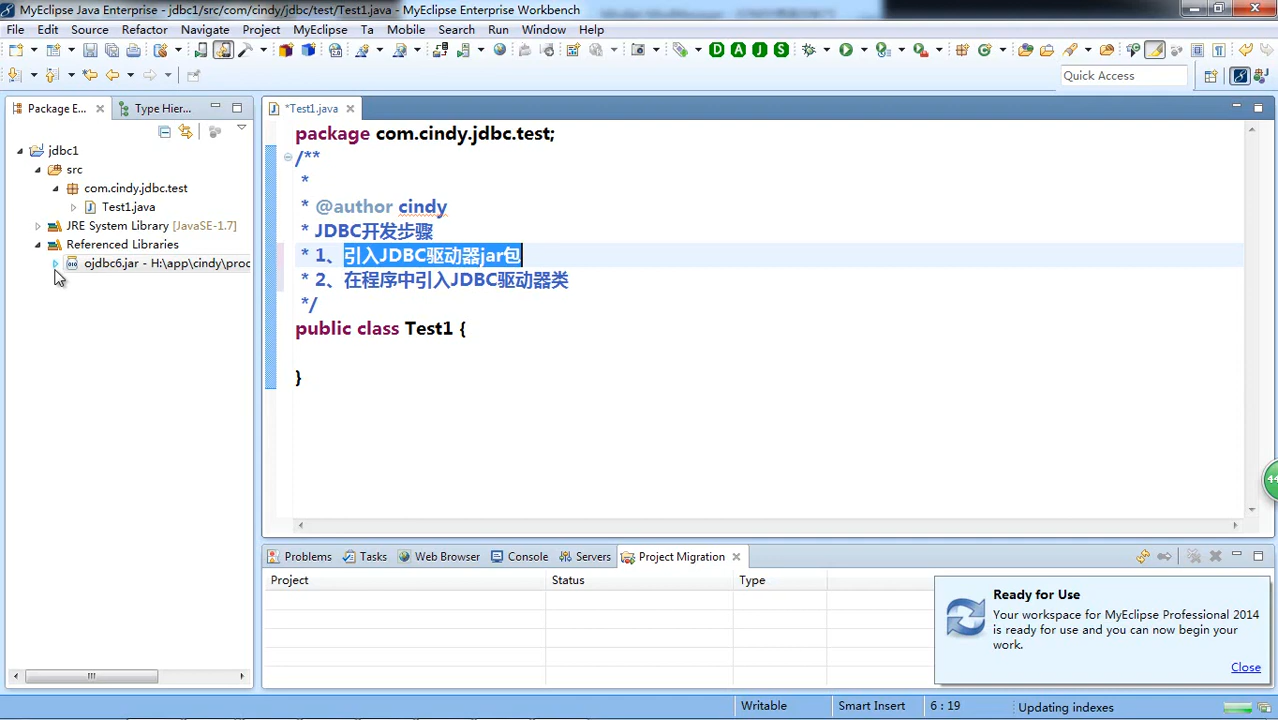 MyEclipse Java Enterprise - jdbc1/src/com/cindy/jdbc/test/Test1.java - MyEclipse Enterprise Workbench
File Edit Source Refactor Navigate Project MyEclipse Ta Mobile Search Run Window Help
Quick Access
Package E... Type Hier...
*Test1.java
jdbc1
src
com.cindy.jdbc.test
Test1.java
JRE System Library [JavaSE-1.7]
Referenced Libraries
ojdbc6.jar - H:\app\cindy\proc
package com.cindy.jdbc.test;
/**
*
* @author cindy
* JDBC开发步骤
* 1、引入JDBC驱动器jar包
* 2、在程序中引入JDBC驱动器类
*/
public class Test1 {
}
44
Problems Tasks Web Browser Console Servers Project Migration
Project Status Type
Ready for Use
Your workspace for MyEclipse Professional 2014
is ready for use and you can now begin your
work.
Close
Writable Smart Insert 6 : 19 Updating indexes